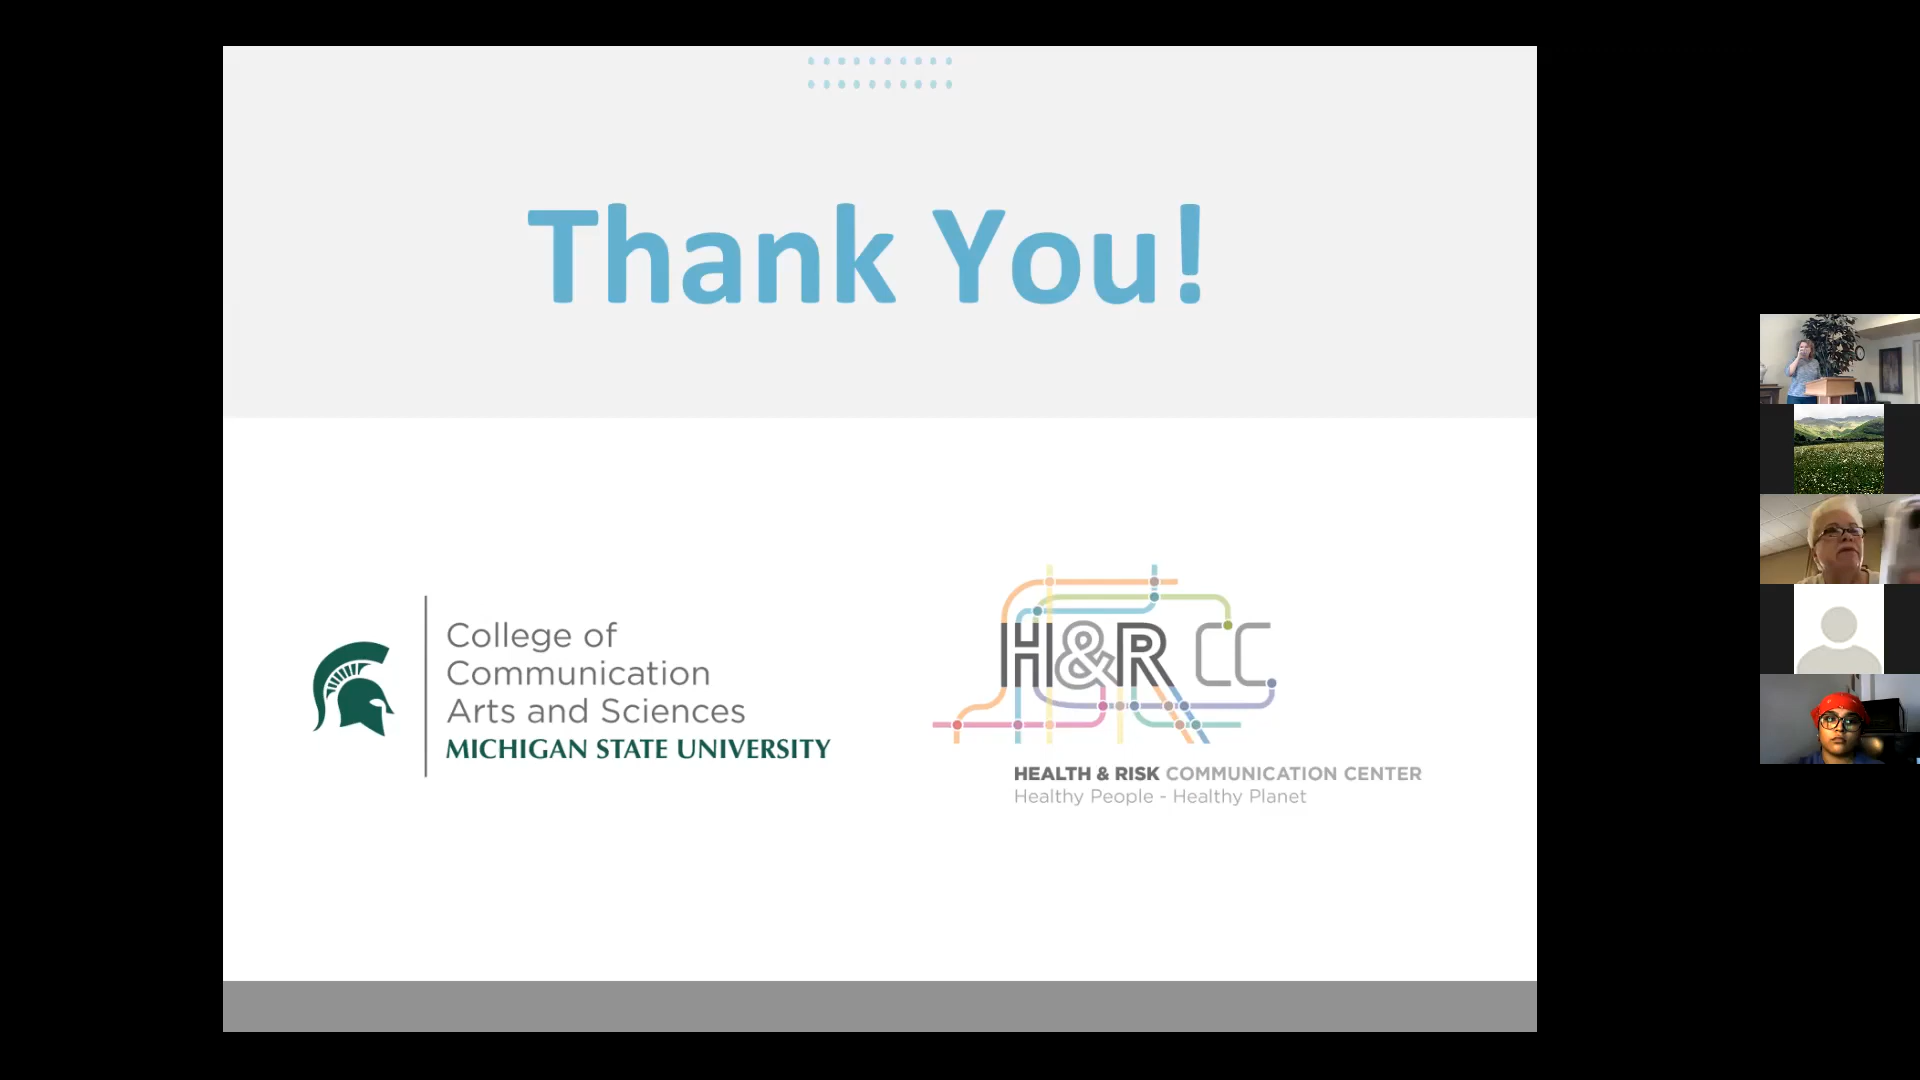 Thank You!
College of
Communication
Arts and Sciences
MICHIGAN STATE UNIVERSITY
H&R CC
HEALTH & RISK COMMUNICATION CENTER
Healthy People - Healthy Planet